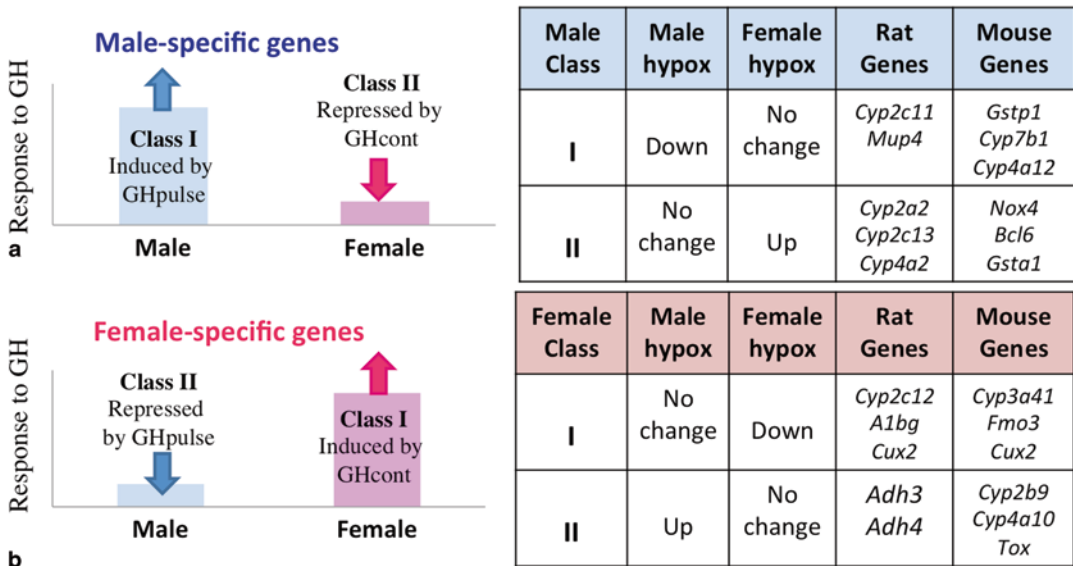 Male-specific genes
Response to GH
Class I
Induced by
GHpulse
Class II
Repressed by
GHcont
Male
Female
a
Male
Class
Male
hypox
Female
hypox
Rat
Genes
Mouse
Genes
I
Down
No
change
Cyp2c11
Mup4
Gstp1
Cyp7b1
Cyp4a12
II
No
change
Up
Cyp2a2
Cyp2c13
Cyp4a2
Nox4
Bcl6
Gsta1
Female-specific genes
Response to GH
Class II
Repressed
by GHpulse
Class I
Induced by
GHcont
Male
Female
b
Female
Class
Male
hypox
Female
hypox
Rat
Genes
Mouse
Genes
I
No
change
Down
Cyp2c12
A1bg
Cux2
Cyp3a41
Fmo3
Cux2
II
Up
No
change
Adh3
Adh4
Cyp2b9
Cyp4a10
Tox